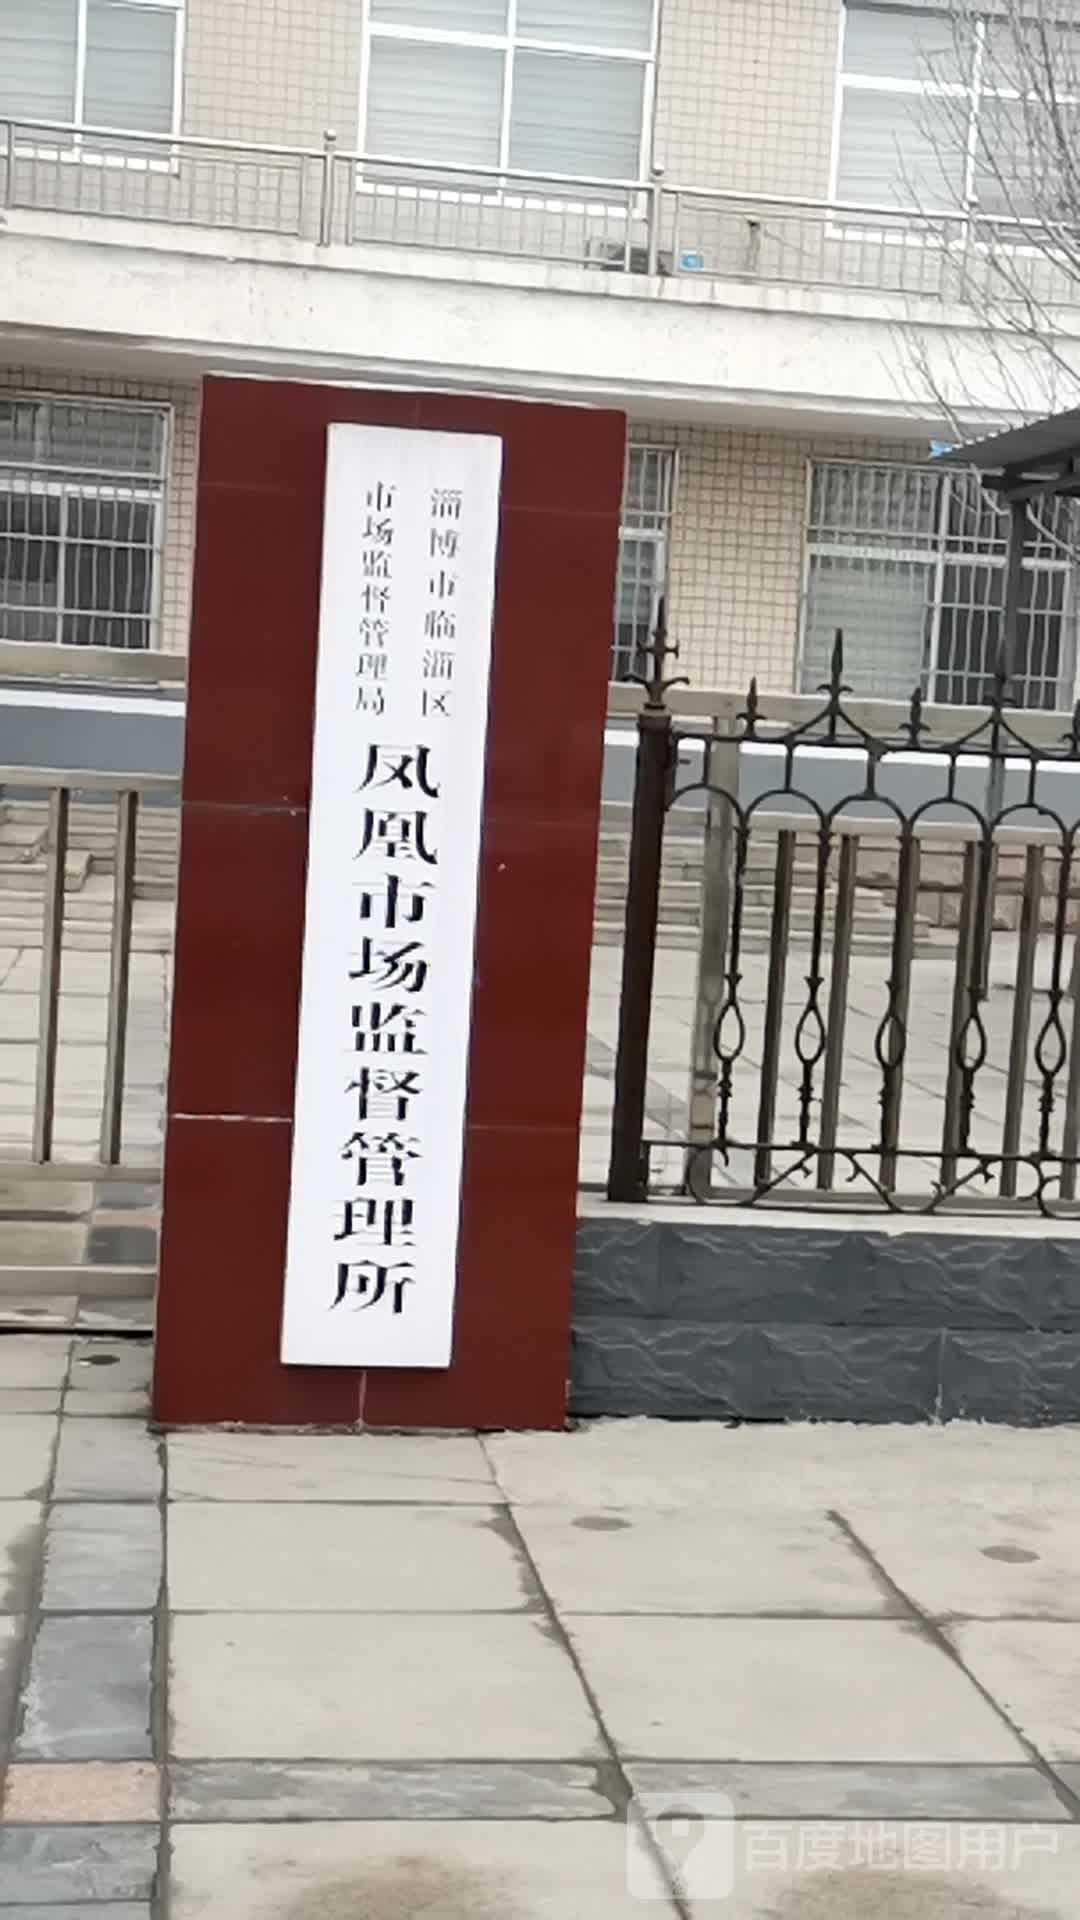 淄博市临淄区
市场监督管理局
凤凰市场监督管理所
百度地图用户